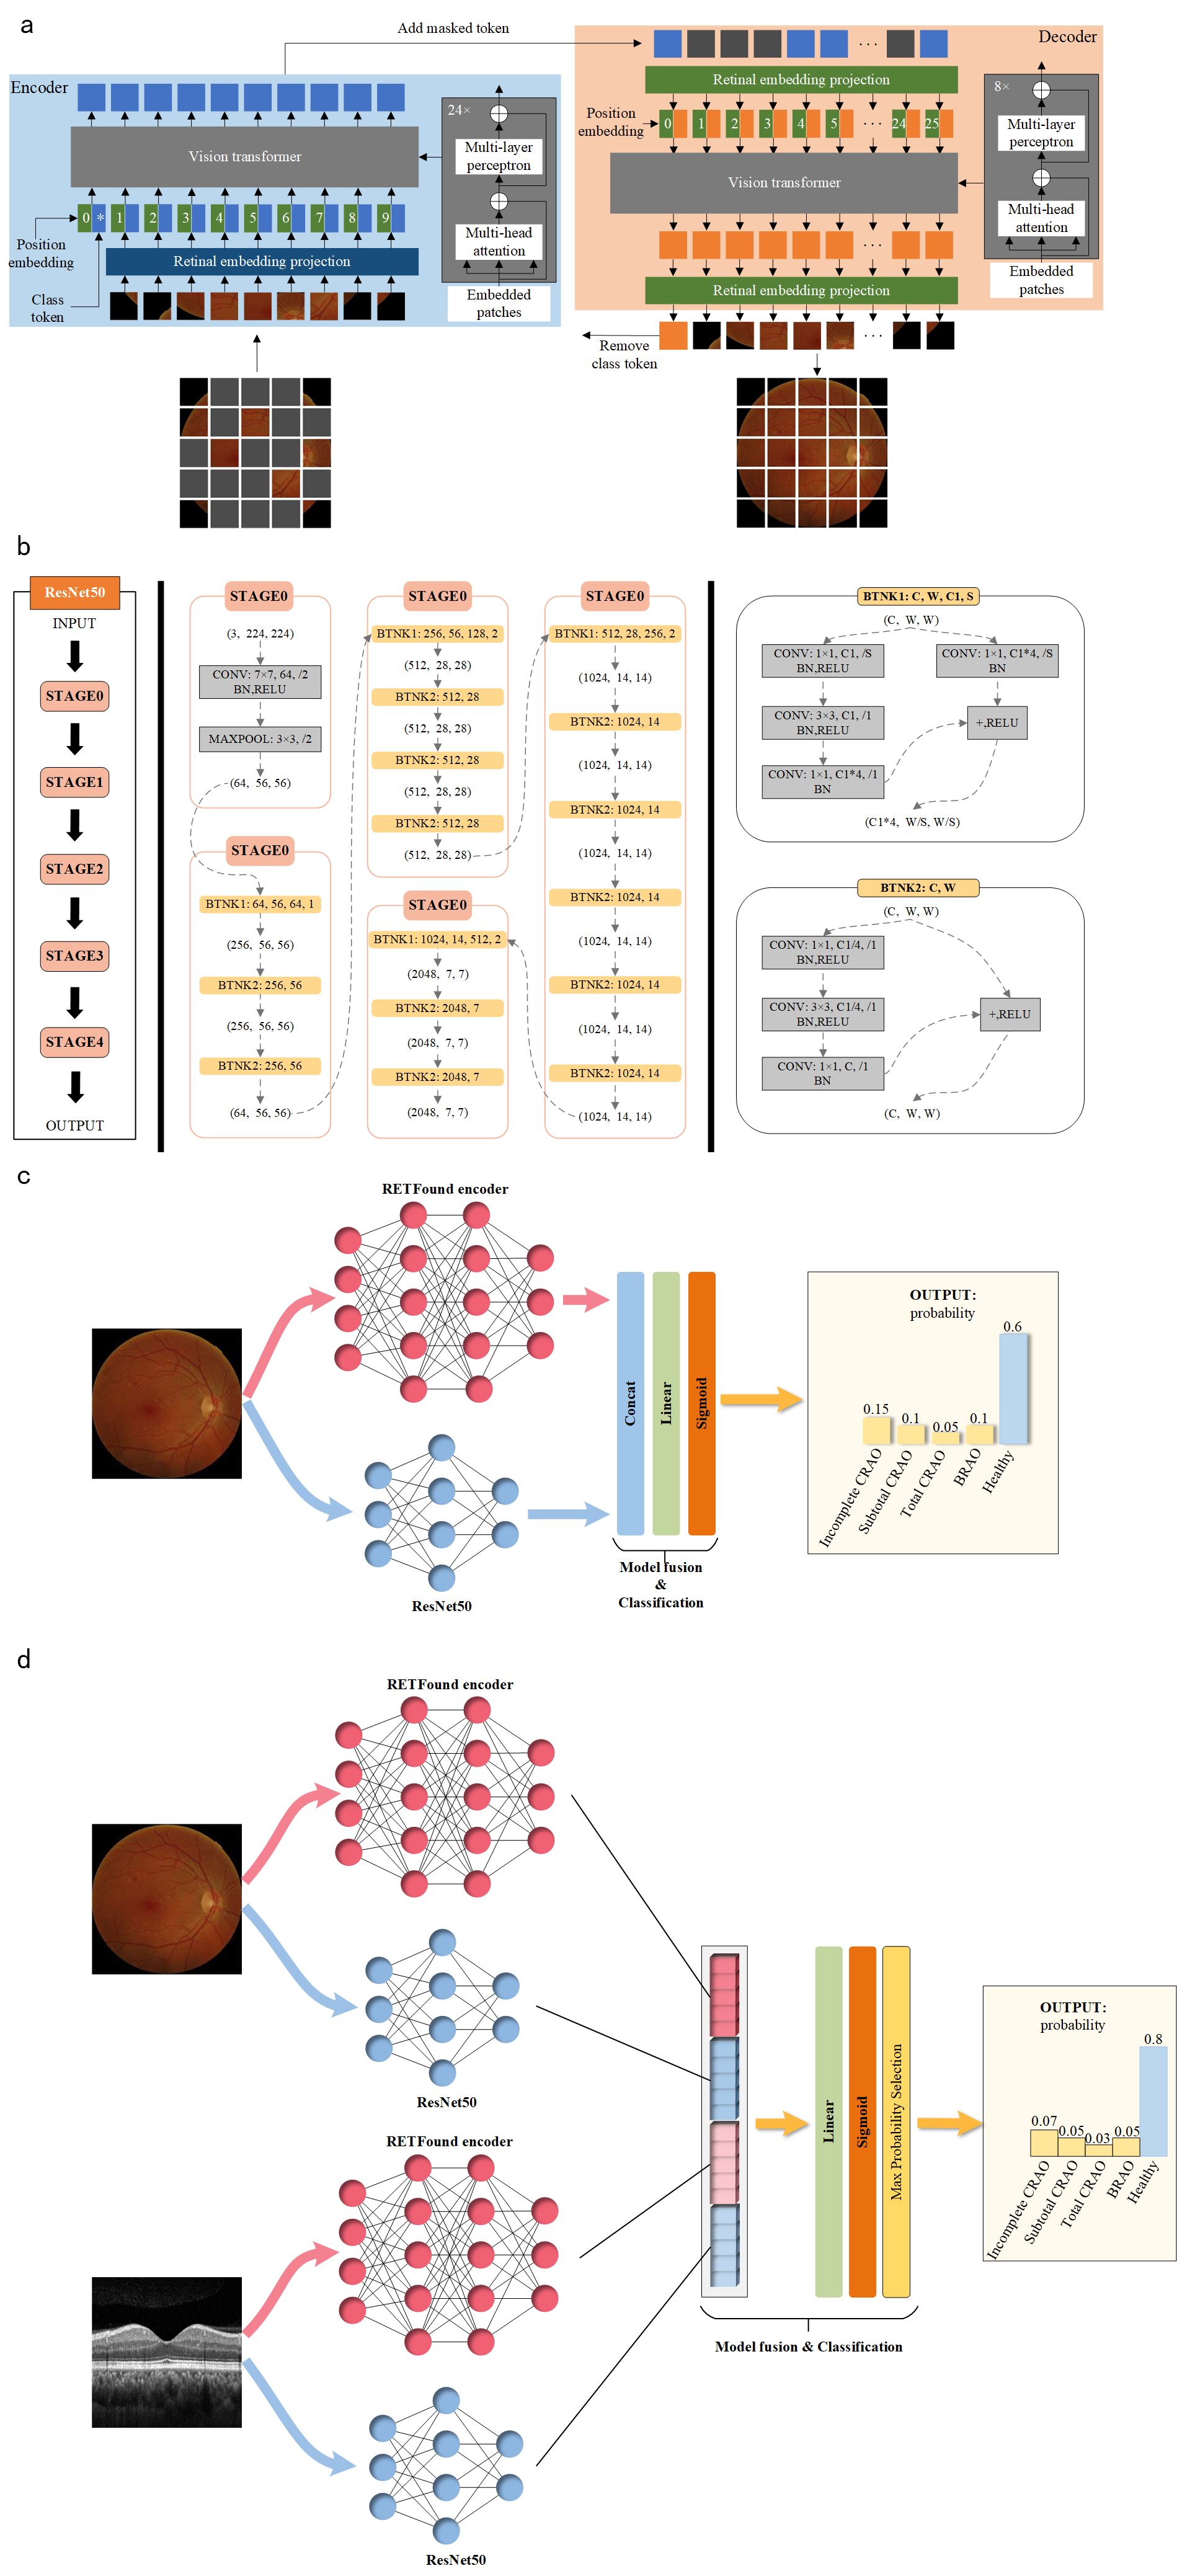 a
Add masked token
Encoder
24×
Multi-layer
perceptron
Vision transformer
0 * 1 2 3 4 5 6 7 8 9
Multi-head
attention
Position
embedding
Retinal embedding projection
Class
token
Embedded
patches
Decoder
· · ·
Retinal embedding projection
8×
Position
embedding
0 1 2 3 4 5 · · · 24 25
Multi-layer
perceptron
Vision transformer
Multi-head
attention
· · ·
Embedded
patches
Retinal embedding projection
· · ·
Remove
class token
b
ResNet50
INPUT
STAGE0
STAGE1
STAGE2
STAGE3
STAGE4
OUTPUT
STAGE0
(3, 224, 224)
CONV: 7×7, 64, /2
BN,RELU
MAXPOOL: 3×3, /2
(64, 56, 56)
STAGE0
BTNK1: 64, 56, 64, 1
(256, 56, 56)
BTNK2: 256, 56
(256, 56, 56)
BTNK2: 256, 56
(64, 56, 56)
STAGE0
BTNK1: 256, 56, 128, 2
(512, 28, 28)
BTNK2: 512, 28
(512, 28, 28)
BTNK2: 512, 28
(512, 28, 28)
BTNK2: 512, 28
(512, 28, 28)
STAGE0
BTNK1: 1024, 14, 512, 2
(2048, 7, 7)
BTNK2: 2048, 7
(2048, 7, 7)
BTNK2: 2048, 7
(2048, 7, 7)
STAGE0
BTNK1: 512, 28, 256, 2
(1024, 14, 14)
BTNK2: 1024, 14
(1024, 14, 14)
BTNK2: 1024, 14
(1024, 14, 14)
BTNK2: 1024, 14
(1024, 14, 14)
BTNK2: 1024, 14
(1024, 14, 14)
BTNK2: 1024, 14
(1024, 14, 14)
BTNK1: C, W, C1, S
(C, W, W)
CONV: 1×1, C1, /S
BN,RELU
CONV: 1×1, C1*4, /S
BN
CONV: 3×3, C1, /1
BN,RELU
+,RELU
CONV: 1×1, C1*4, /1
BN
(C1*4, W/S, W/S)
BTNK2: C, W
(C, W, W)
CONV: 1×1, C1/4, /1
BN,RELU
CONV: 3×3, C1/4, /1
BN,RELU
+,RELU
CONV: 1×1, C, /1
BN
(C, W, W)
c
RETFound encoder
ResNet50
Concat
Linear
Sigmoid
Model fusion
&
Classification
OUTPUT:
probability
0.15
0.1
0.05
0.1
0.6
Incomplete CRAO
Subtotal CRAO
Total CRAO
BRAO
Healthy
d
RETFound encoder
ResNet50
RETFound encoder
ResNet50
Linear
Sigmoid
Max Probability Selection
Model fusion & Classification
OUTPUT:
probability
0.07
0.05
0.03
0.05
0.8
Incomplete CRAO
Subtotal CRAO
Total CRAO
BRAO
Healthy